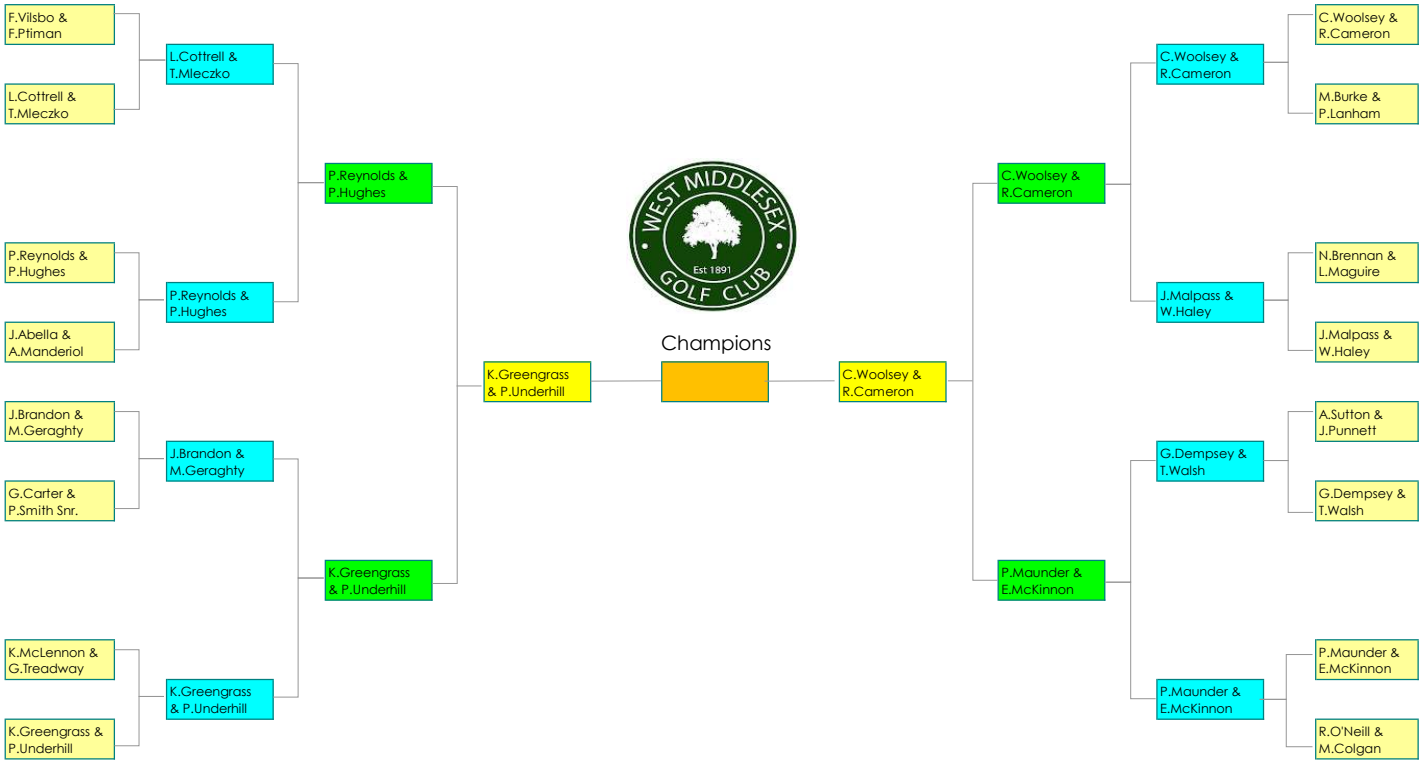 F.Vilsbo &
F.Ptiman
L.Cottrell &
T.Mleczko
P.Reynolds &
P.Hughes
J.Abella &
A.Manderiol
J.Brandon &
M.Geraghty
G.Carter &
P.Smith Snr.
K.McLennon &
G.Treadway
K.Greengrass &
P.Underhill
L.Cottrell &
T.Mleczko
P.Reynolds &
P.Hughes
J.Brandon &
M.Geraghty
K.Greengrass
& P.Underhill
P.Reynolds &
P.Hughes
K.Greengrass
& P.Underhill
K.Greengrass
& P.Underhill
WEST MIDDLESEX
Est 1891
GOLF CLUB
Champions
C.Woolsey &
R.Cameron
C.Woolsey &
R.Cameron
P.Maunder &
E.McKinnon
C.Woolsey &
R.Cameron
J.Malpass &
W.Haley
G.Dempsey &
T.Walsh
P.Maunder &
E.McKinnon
C.Woolsey &
R.Cameron
M.Burke &
P.Lanham
N.Brennan &
L.Maguire
J.Malpass &
W.Haley
A.Sutton &
J.Punnett
G.Dempsey &
T.Walsh
P.Maunder &
E.McKinnon
R.O'Neill &
M.Colgan